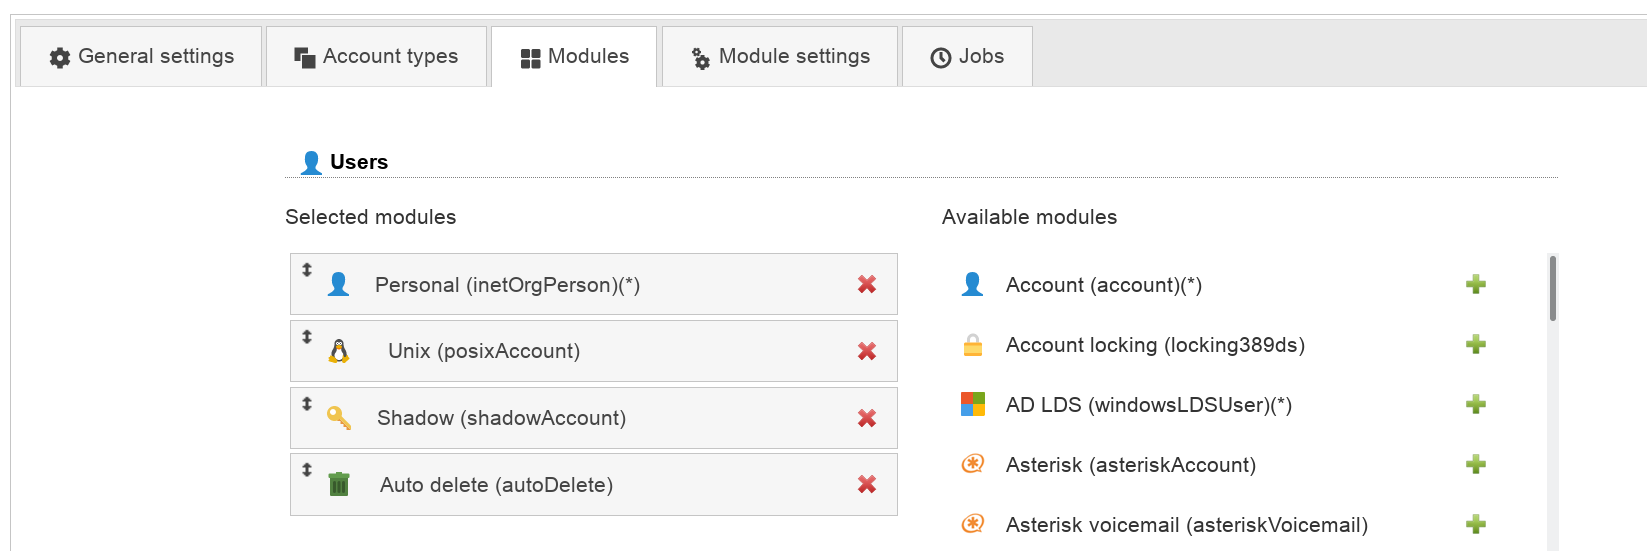 General settings
Account types
Modules
Module settings
Jobs
Users
Selected modules
Available modules
Personal (inetOrgPerson)(*)
Account (account)(*)
Unix (posixAccount)
Account locking (locking389ds)
Shadow (shadowAccount)
AD LDS (windowsLDSUser)(*)
Auto delete (autoDelete)
Asterisk (asteriskAccount)
Asterisk voicemail (asteriskVoicemail)